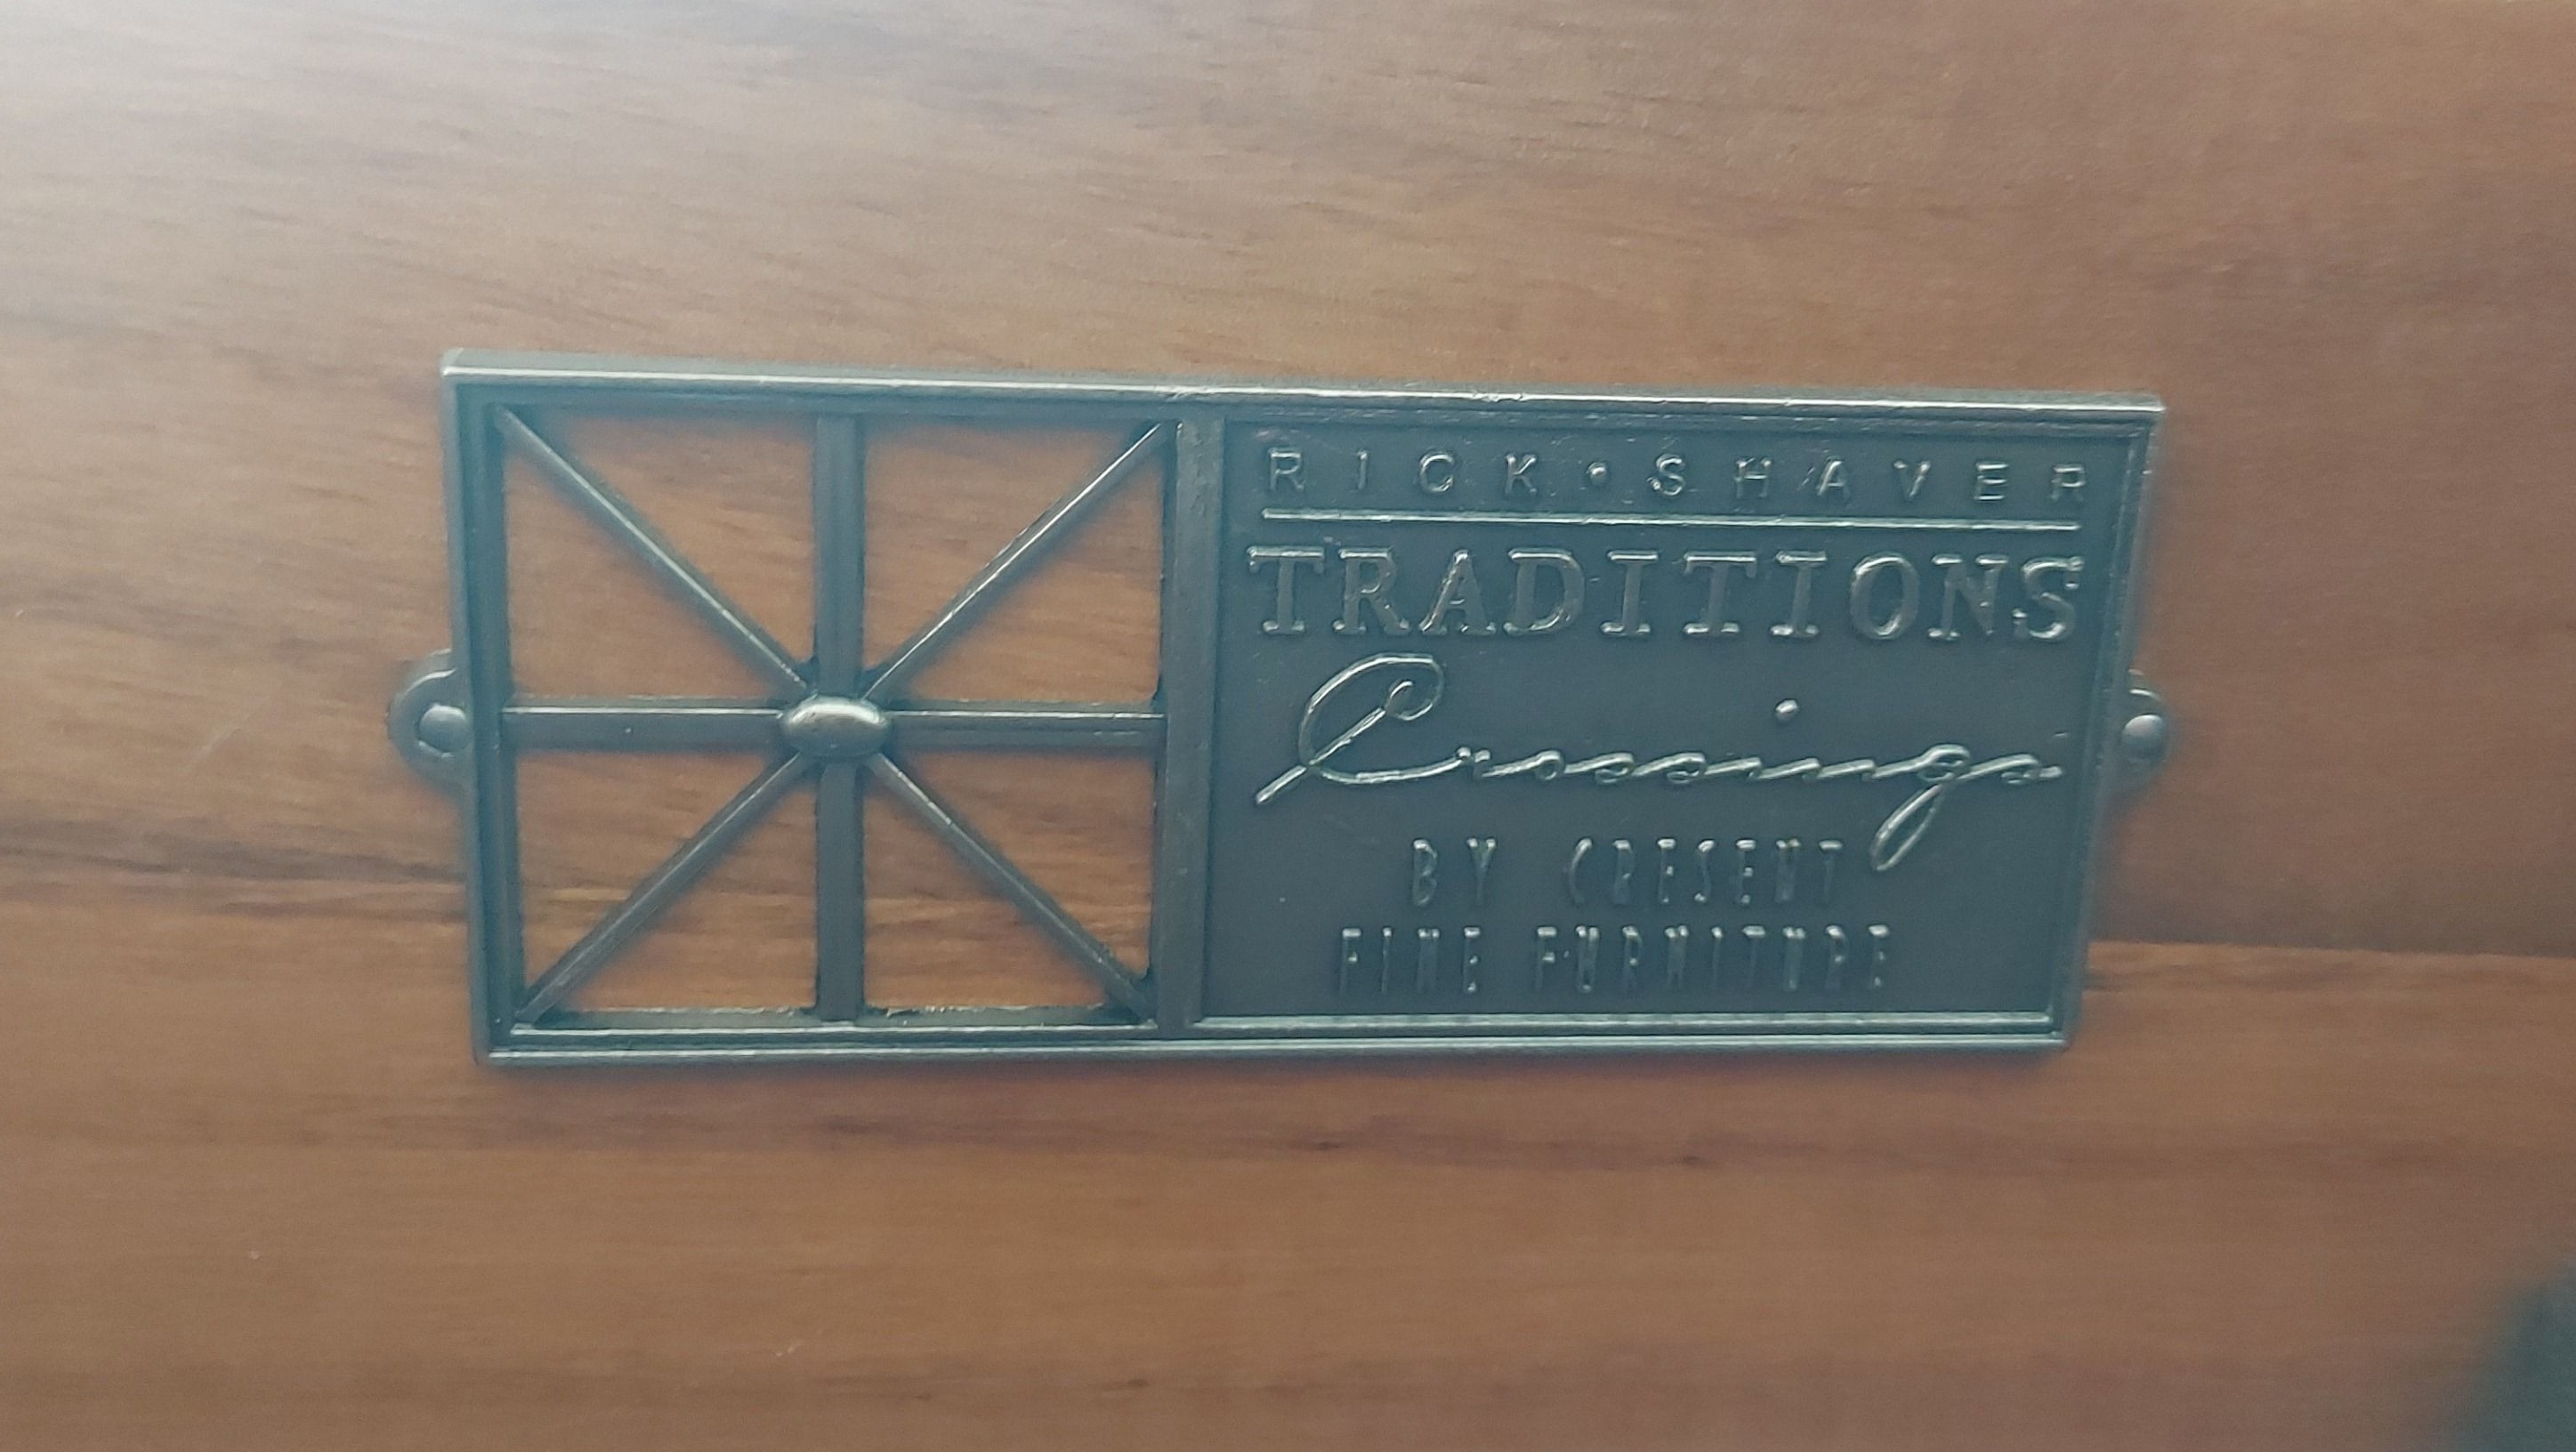 RICK • SHAVER
TRADITIONS
Crossings
BY CRESENT
FINE FURNITURE